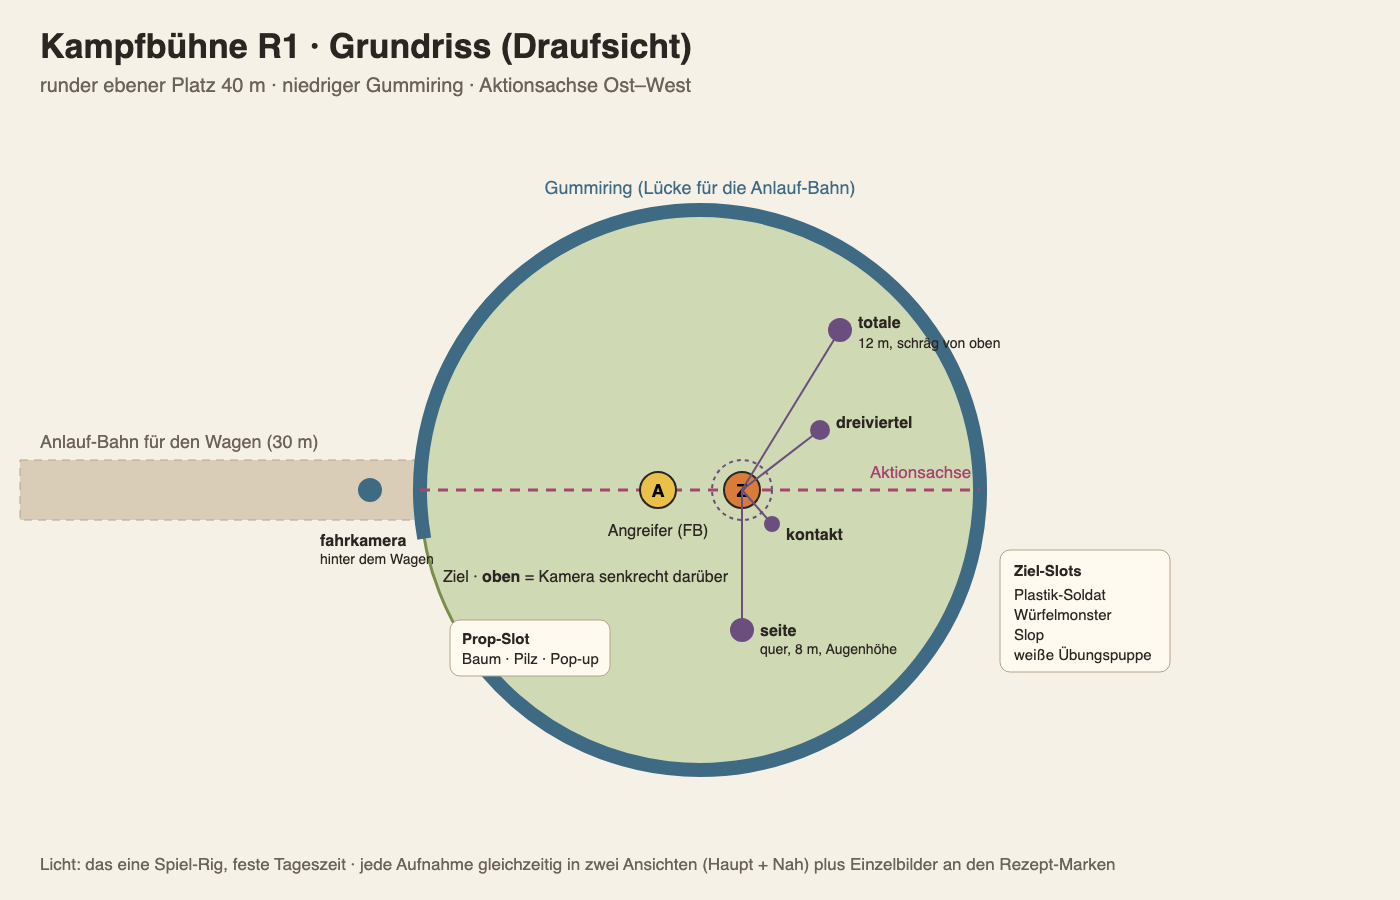 Kampfbühne R1 · Grundriss (Draufsicht)
runder ebener Platz 40 m · niedriger Gummiring · Aktionsachse Ost–West
Gummiring (Lücke für die Anlauf-Bahn)
totale
12 m, schräg von oben
dreiviertel
Anlauf-Bahn für den Wagen (30 m)
Aktionsachse
A
Z
Angreifer (FB)
kontakt
fahrkamera
hinter dem Wagen
Ziel · oben = Kamera senkrecht darüber
Ziel-Slots
Plastik-Soldat
Würfelmonster
Slop
weiße Übungspuppe
Prop-Slot
Baum · Pilz · Pop-up
seite
quer, 8 m, Augenhöhe
Licht: das eine Spiel-Rig, feste Tageszeit · jede Aufnahme gleichzeitig in zwei Ansichten (Haupt + Nah) plus Einzelbilder an den Rezept-Marken